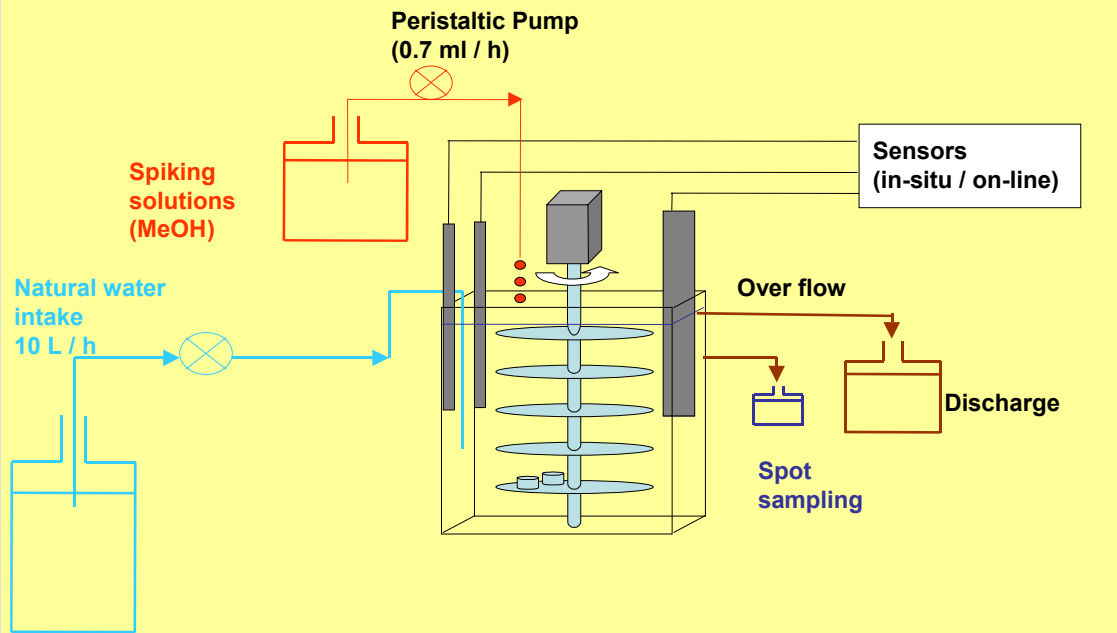 Peristaltic Pump
(0.7 ml / h)
Spiking
solutions
(MeOH)
Sensors
(in-situ / on-line)
Natural water
intake
10 L / h
Over flow
Discharge
Spot
sampling